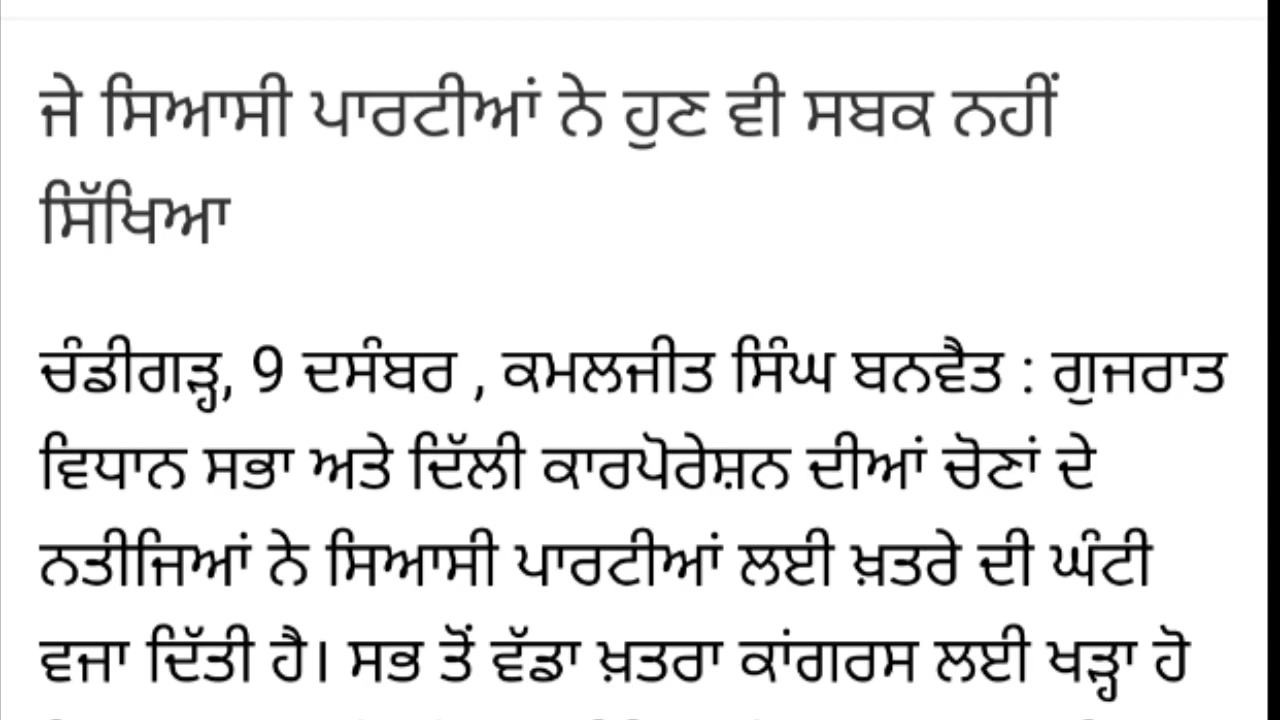 ਜੇ ਸਿਆਸੀ ਪਾਰਟੀਆਂ ਨੇ ਹੁਣ ਵੀ ਸਬਕ ਨਹੀਂ
ਸਿੱਖਿਆ
ਚੰਡੀਗੜ੍ਹ, 9 ਦਸੰਬਰ , ਕਮਲਜੀਤ ਸਿੰਘ ਬਨਵੈਤ : ਗੁਜਰਾਤ
ਵਿਧਾਨ ਸਭਾ ਅਤੇ ਦਿੱਲੀ ਕਾਰਪੋਰੇਸ਼ਨ ਦੀਆਂ ਚੋਣਾਂ ਦੇ
ਨਤੀਜਿਆਂ ਨੇ ਸਿਆਸੀ ਪਾਰਟੀਆਂ ਲਈ ਖ਼ਤਰੇ ਦੀ ਘੰਟੀ
ਵਜਾ ਦਿੱਤੀ ਹੈ। ਸਭ ਤੋਂ ਵੱਡਾ ਖ਼ਤਰਾ ਕਾਂਗਰਸ ਲਈ ਖੜ੍ਹਾ ਹੋ